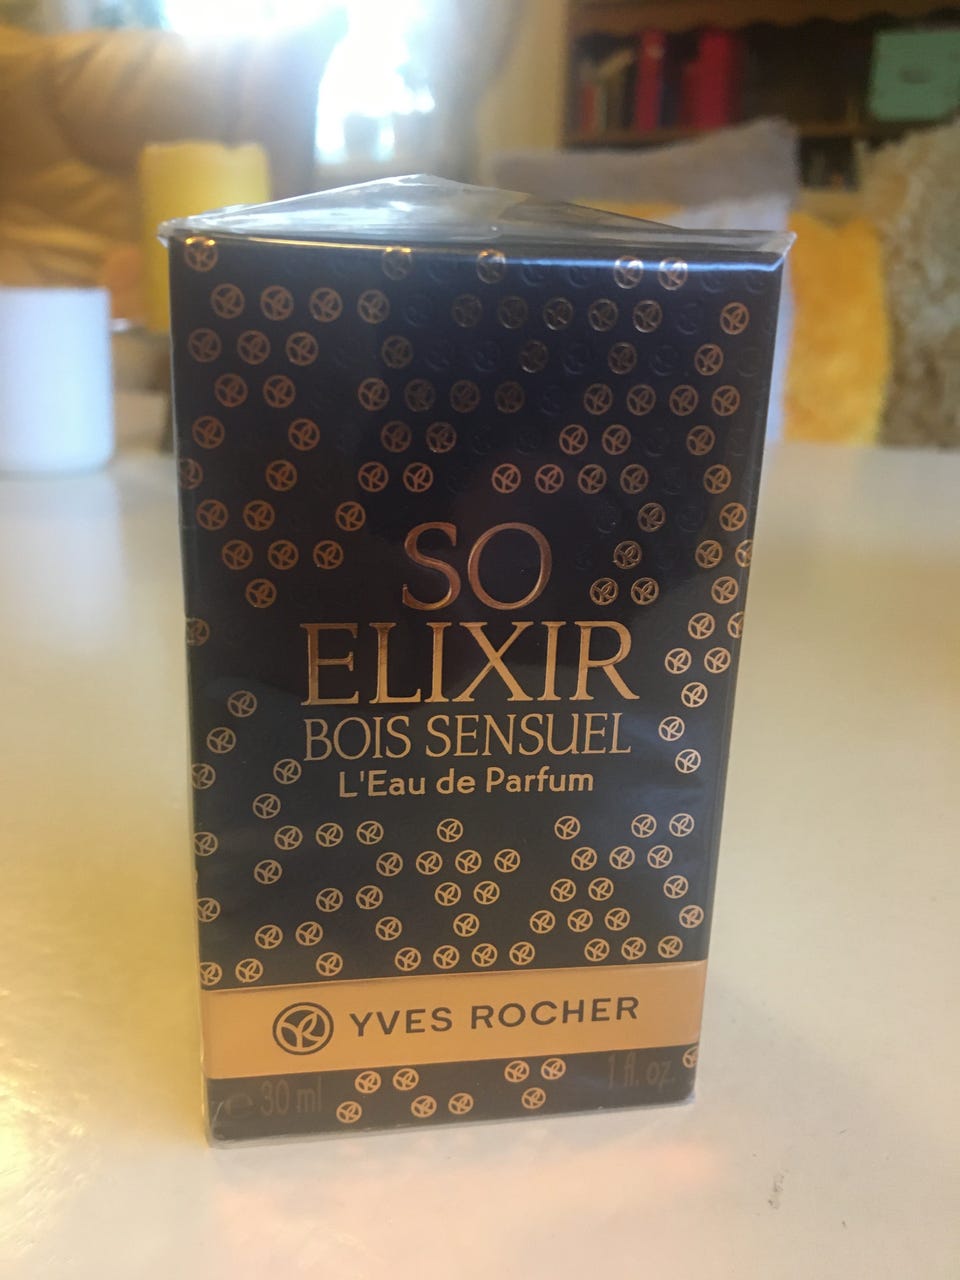 SO
ELIXIR
BOIS SENSUEL
L'Eau de Parfum
YVES ROCHER
e 30 ml 1 fl. oz.